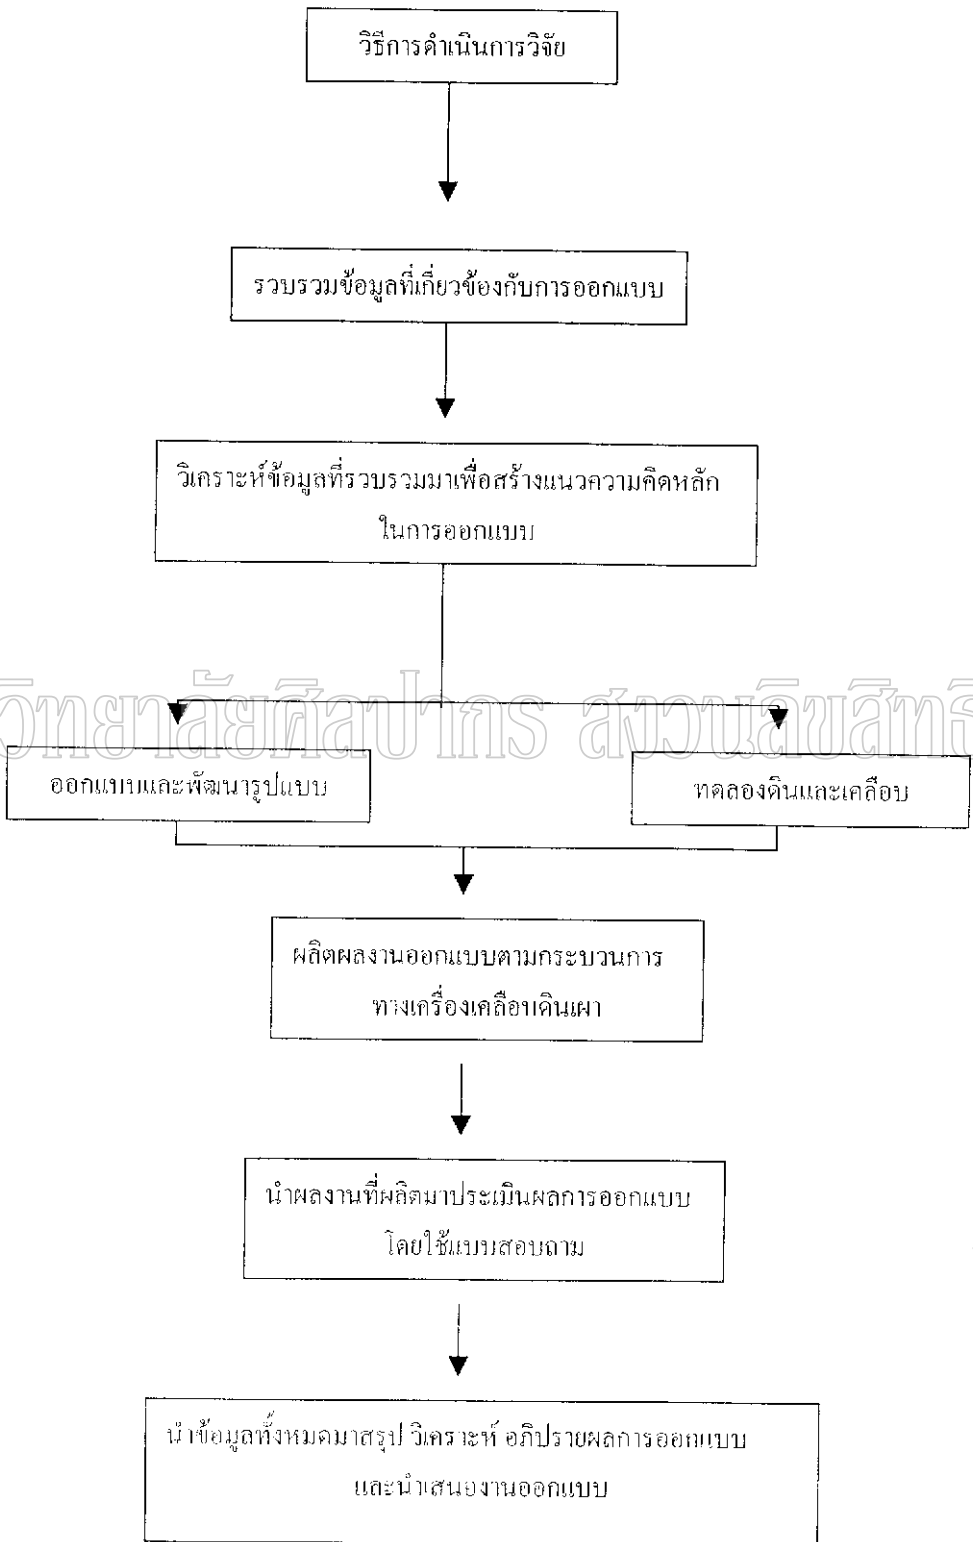 วิธีการดำเนินการวิจัย
รวบรวมข้อมูลที่เกี่ยวข้องกับการออกแบบ
วิเคราะห์ข้อมูลที่รวบรวมมาเพื่อสร้างแนวความคิดหลัก
ในการออกแบบ
วิทยาลัยศิลปากร สงวนลิขสิทธิ
ออกแบบและพัฒนารูปแบบ
ทดลองดินและเคลือบ
ผลิตผลงานออกแบบตามกระบวนการ
ทางเครื่องเคลือบดินเผา
นำผลงานที่ผลิตมาประเมินผลการออกแบบ
โดยใช้แบบสอบถาม
นำข้อมูลทั้งหมดมาสรุป วิเคราะห์ อภิปรายผลการออกแบบ
และนำเสนองานออกแบบ